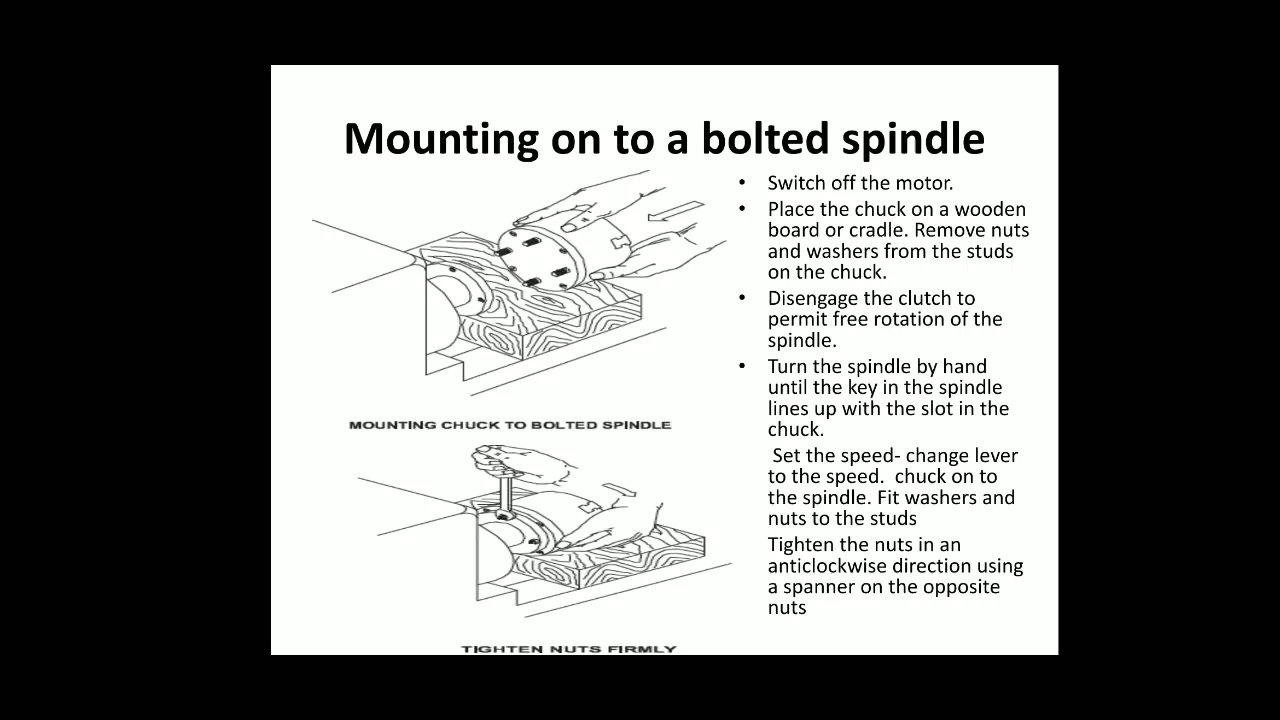 Mounting on to a bolted spindle
• Switch off the motor.
• Place the chuck on a wooden
board or cradle. Remove nuts
and washers from the studs
on the chuck.
• Disengage the clutch to
permit free rotation of the
spindle.
• Turn the spindle by hand
until the key in the spindle
lines up with the slot in the
chuck.
Set the speed- change lever
to the speed.  chuck on to
the spindle. Fit washers and
nuts to the studs
Tighten the nuts in an
anticlockwise direction using
a spanner on the opposite
nuts
MOUNTING CHUCK TO BOLTED SPINDLE
TIGHTEN NUTS FIRMLY